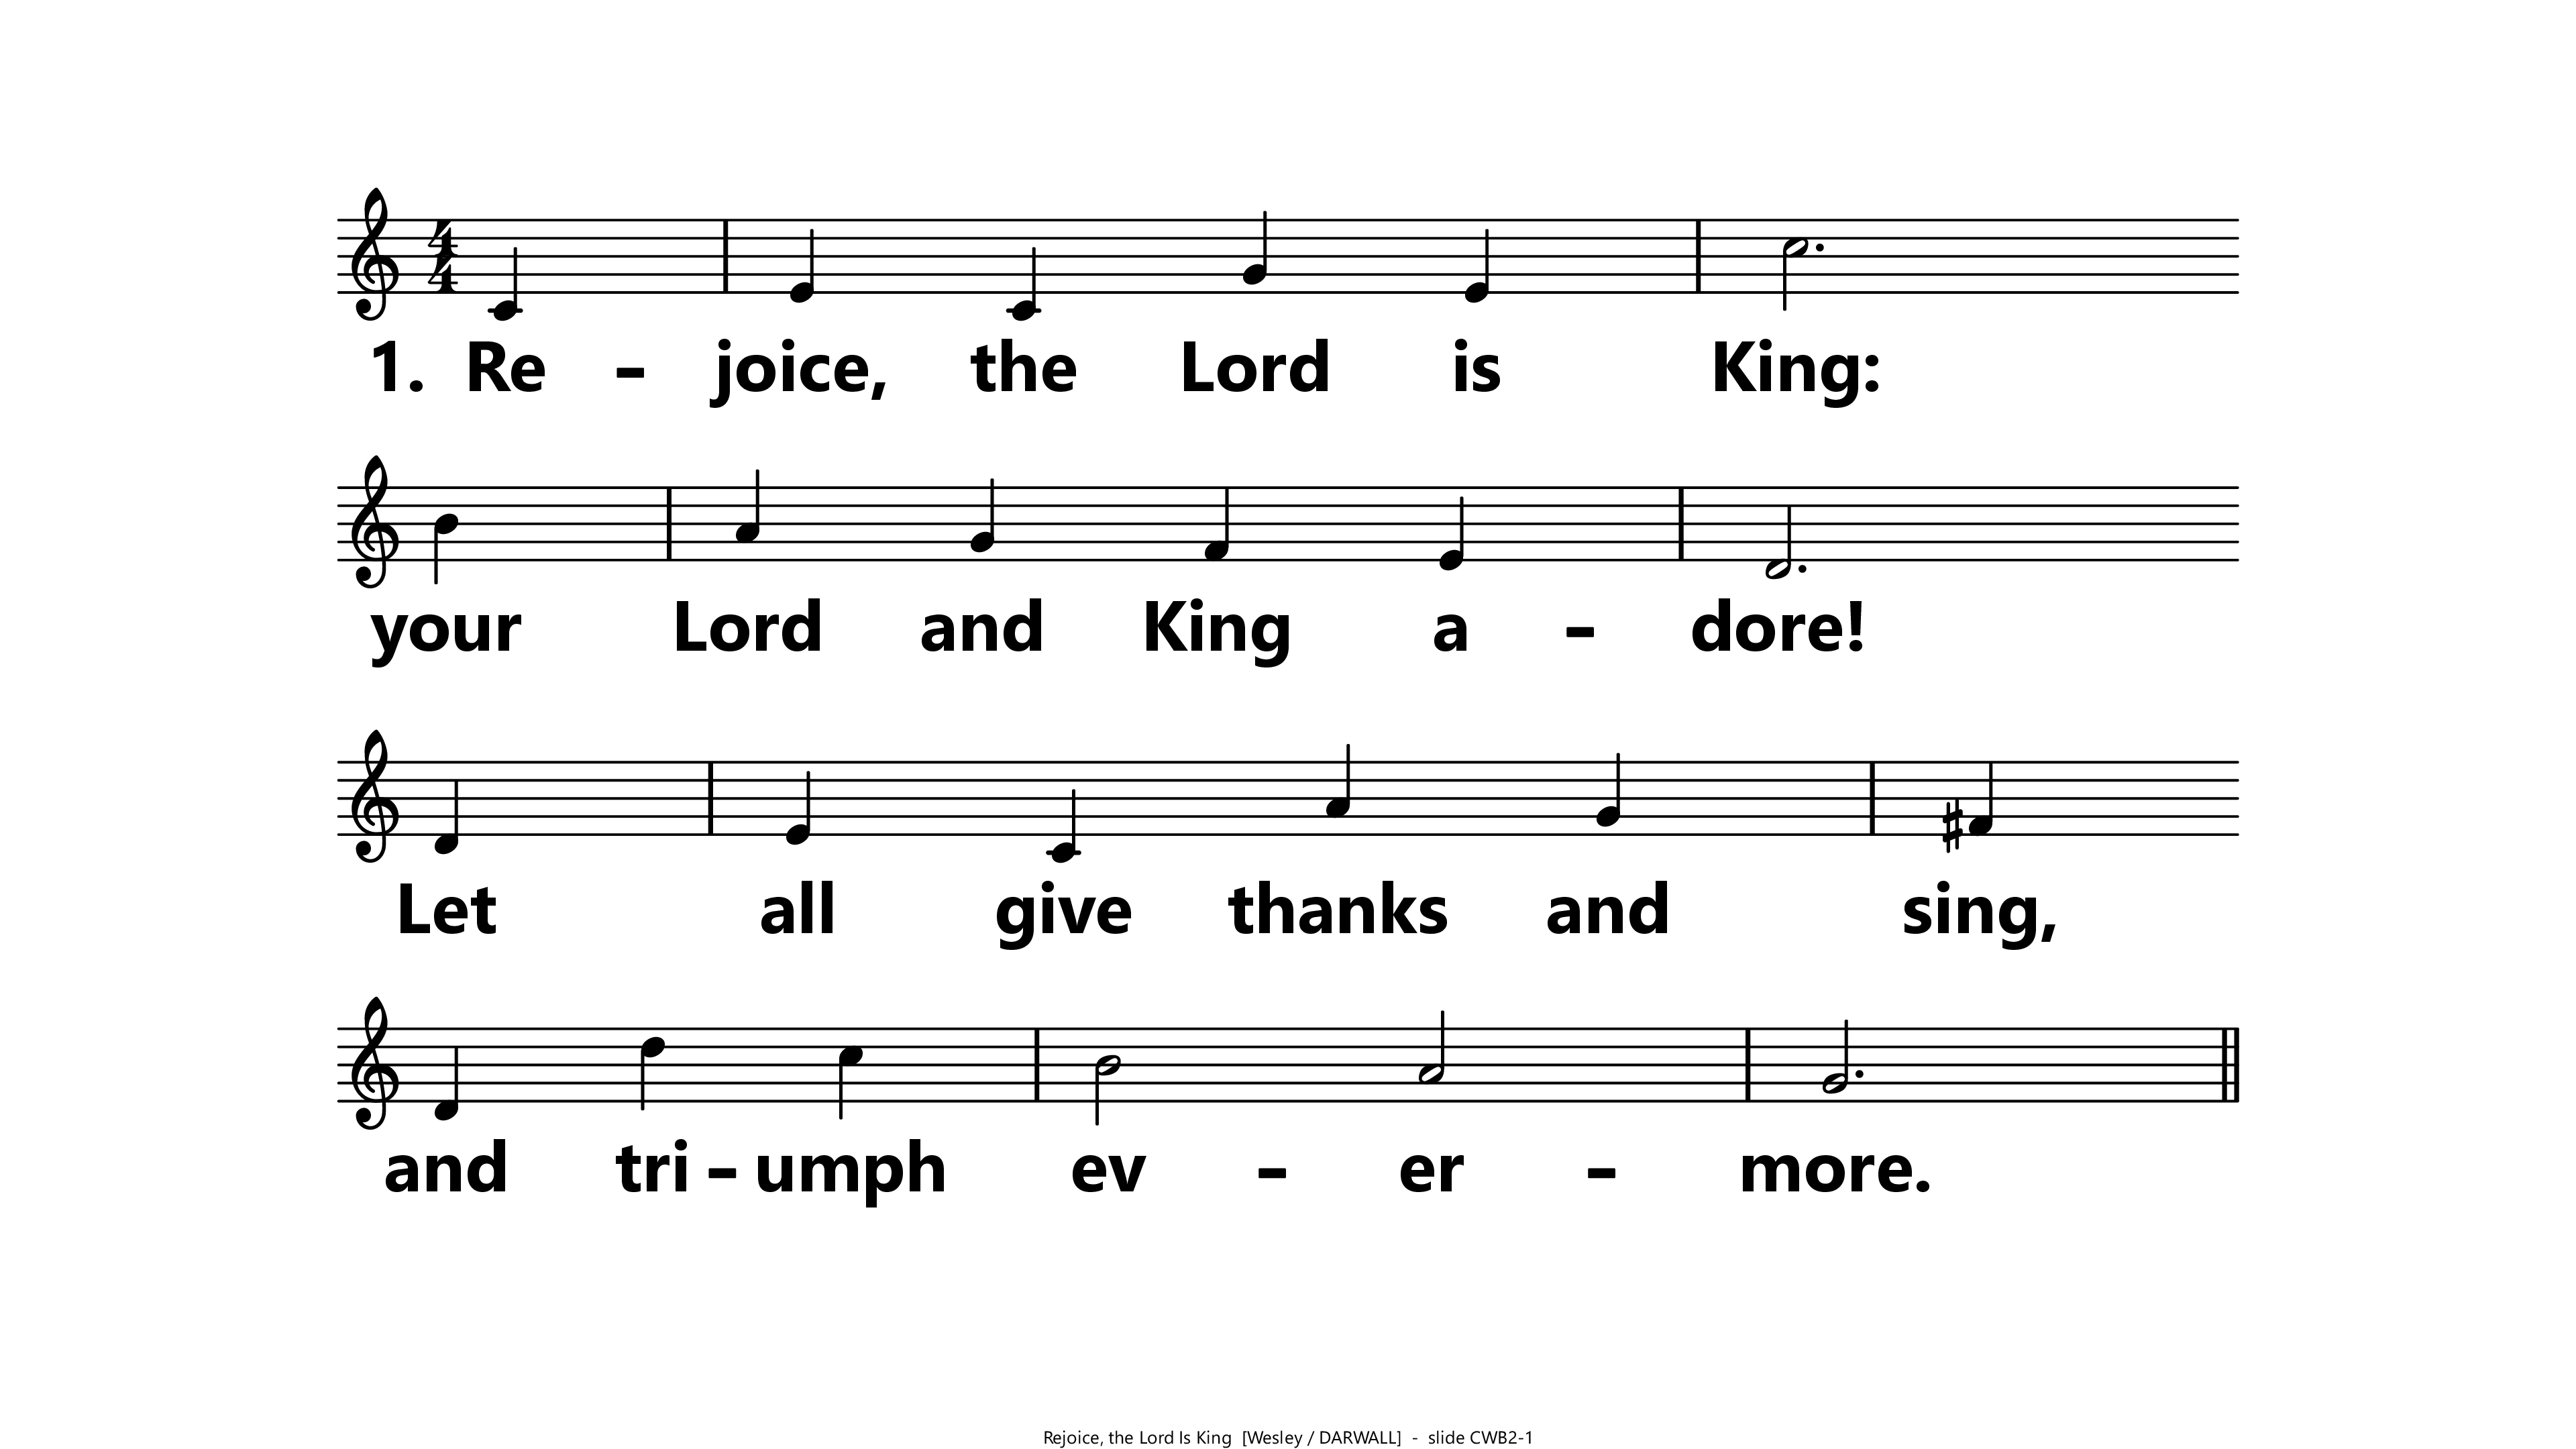 1. Re - joice, the Lord is King:
your Lord and King a - dore!
Let all give thanks and sing,
and tri - umph ev - er - more.
Rejoice, the Lord Is King [Wesley / DARWALL] - slide CWB2-1